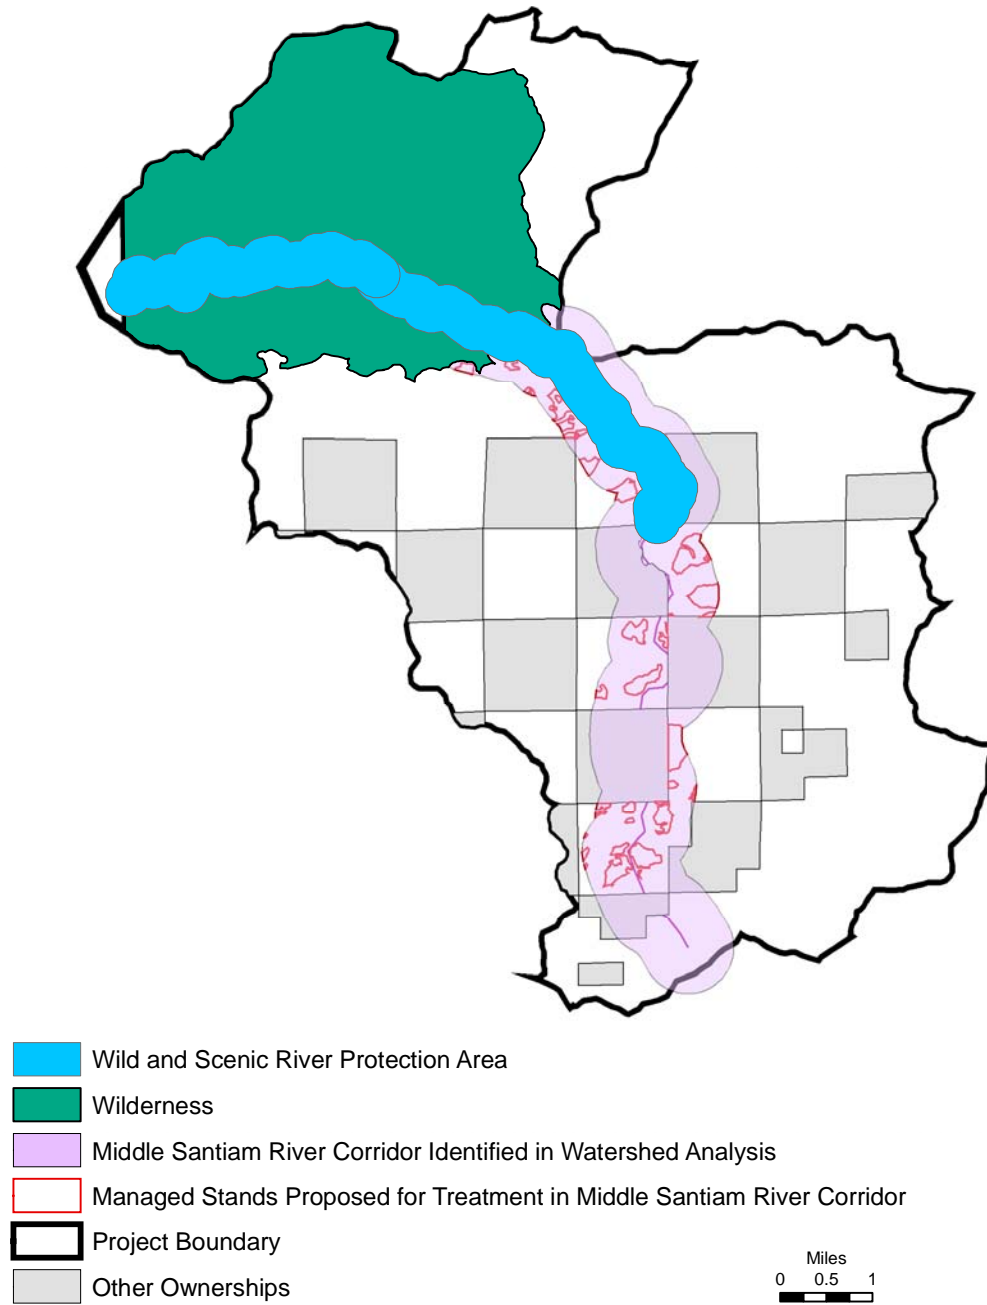 Wild and Scenic River Protection Area
Wilderness
Middle Santiam River Corridor Identified in Watershed Analysis
Managed Stands Proposed for Treatment in Middle Santiam River Corridor
Project Boundary
Other Ownerships
Miles
0 0.5 1